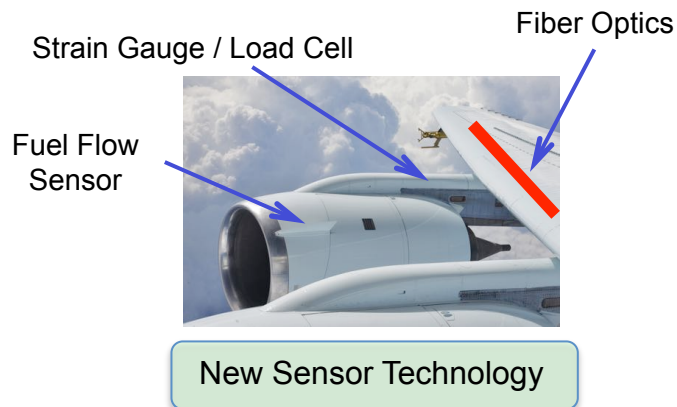 Fiber Optics
Strain Gauge / Load Cell
Fuel Flow
Sensor
New Sensor Technology